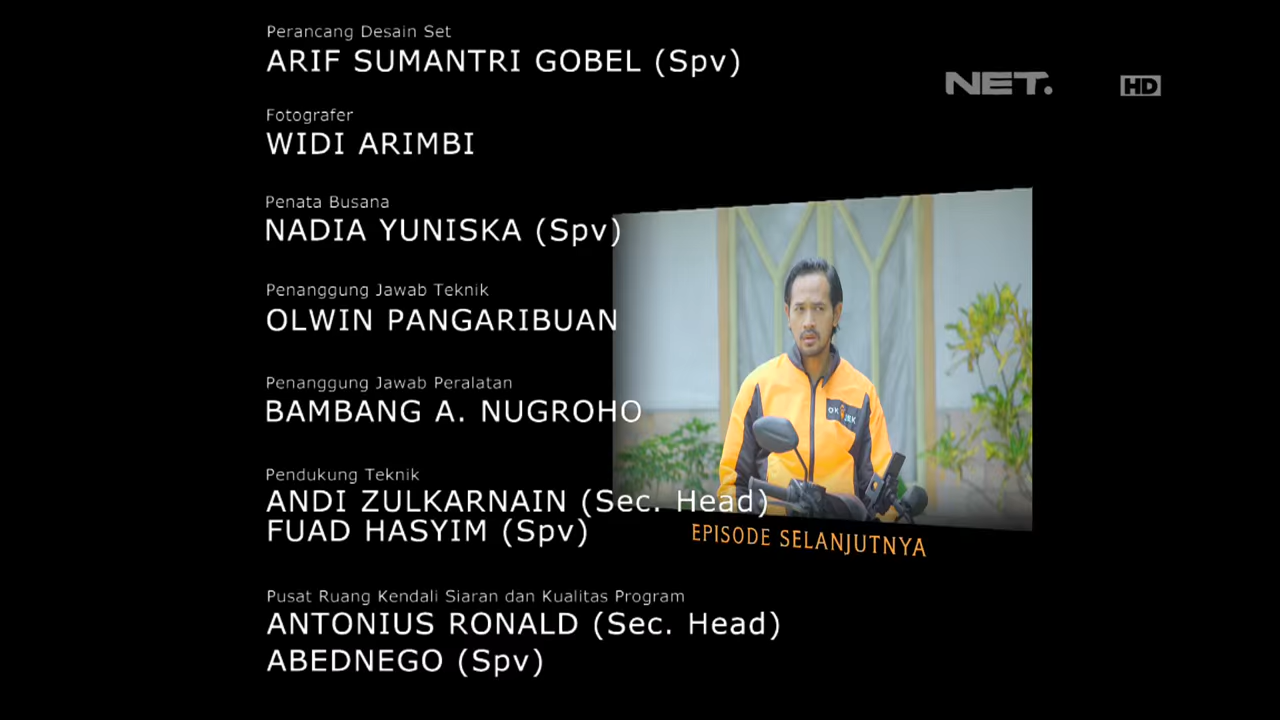 Perancang Desain Set
ARIF SUMANTRI GOBEL (Spv)
NET.
HD
Fotografer
WIDI ARIMBI
Penata Busana
NADIA YUNISKA (Spv)
Penanggung Jawab Teknik
OLWIN PANGARIBUAN
Penanggung Jawab Peralatan
BAMBANG A. NUGROHO
OK JEK
Pendukung Teknik
ANDI ZULKARNAIN (Sec. Head)
FUAD HASYIM (Spv)
EPISODE SELANJUTNYA
Pusat Ruang Kendali Siaran dan Kualitas Program
ANTONIUS RONALD (Sec. Head)
ABEDNEGO (Spv)